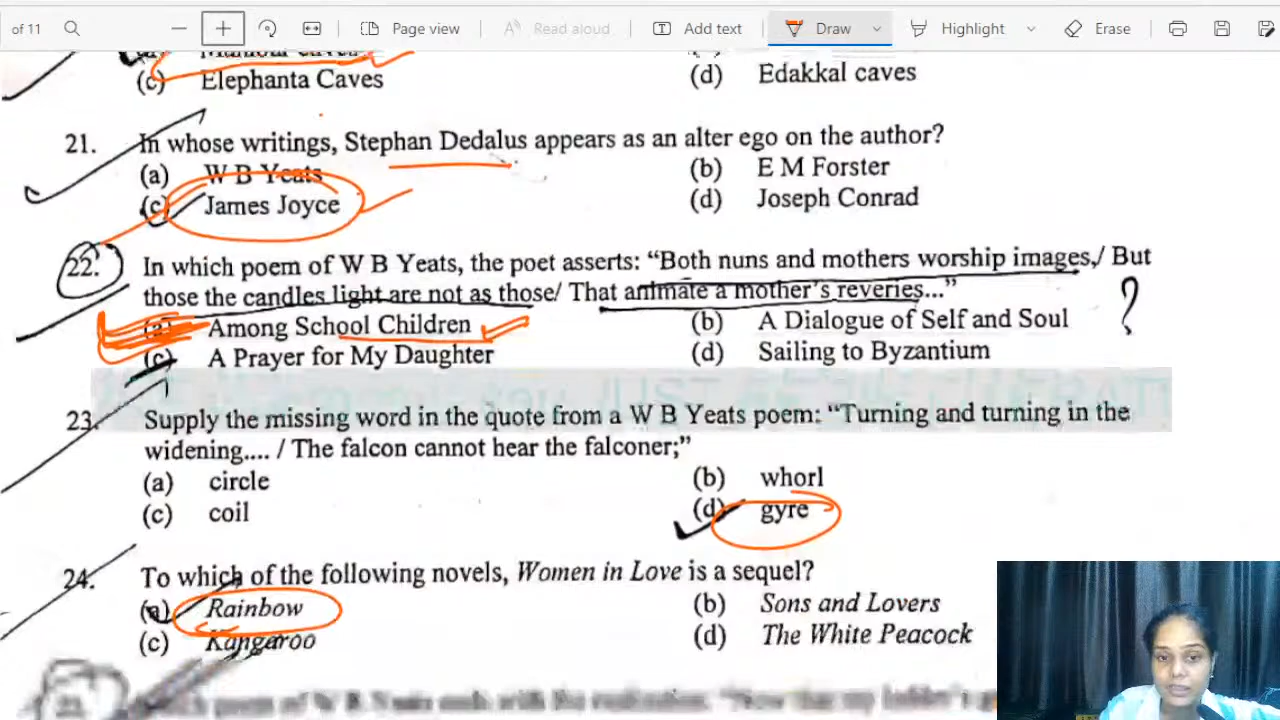 of 11
Page view
Read aloud
Add text
Draw
Highlight
Erase
(c) Elephanta Caves
(d) Edakkal caves
21. In whose writings, Stephan Dedalus appears as an alter ego on the author?
(a) W B Yeats
(b) E M Forster
(c) James Joyce
(d) Joseph Conrad
22. In which poem of W B Yeats, the poet asserts: "Both nuns and mothers worship images,/ But
those the candles light are not as those/ That animate a mother's reveries..."
(a) Among School Children
(b) A Dialogue of Self and Soul
(c) A Prayer for My Daughter
(d) Sailing to Byzantium
?
23. Supply the missing word in the quote from a W B Yeats poem: "Turning and turning in the
widening.... / The falcon cannot hear the falconer;"
(a) circle
(b) whorl
(c) coil
(d) gyre
24. To which of the following novels, Women in Love is a sequel?
(a) Rainbow
(b) Sons and Lovers
(c) Kangaroo
(d) The White Peacock